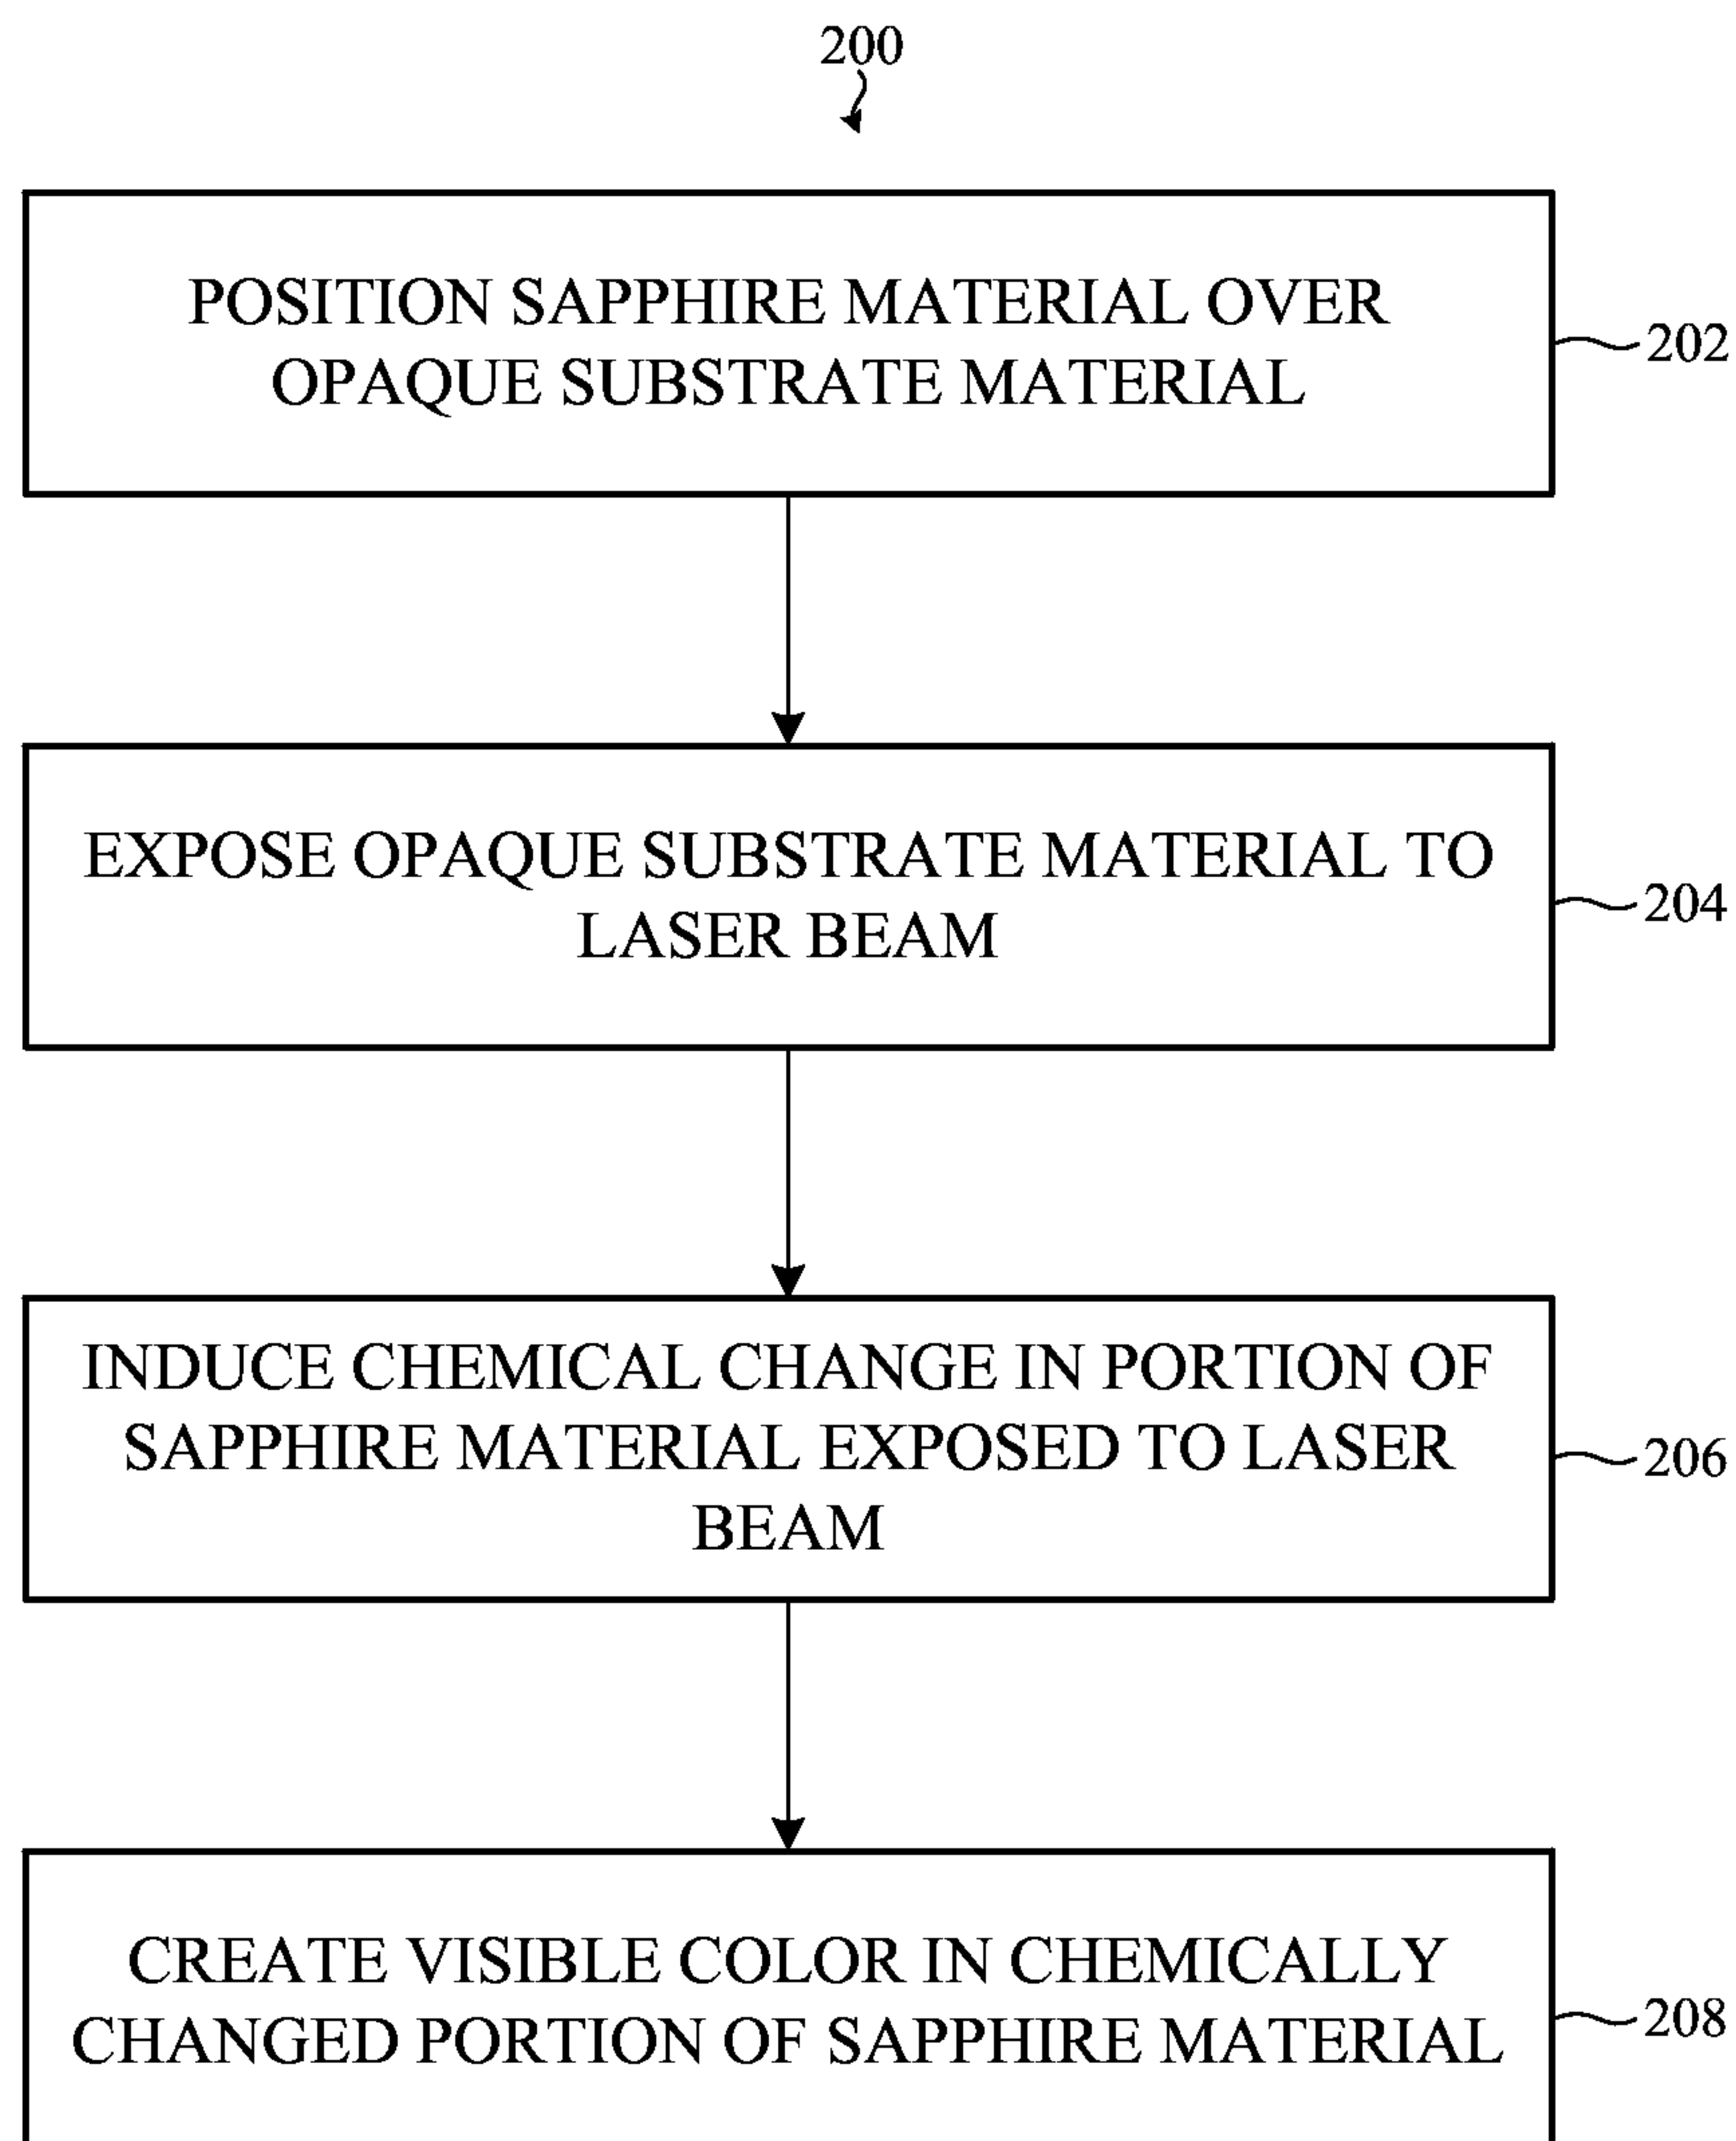 200
POSITION SAPPHIRE MATERIAL OVER
OPAQUE SUBSTRATE MATERIAL
202
EXPOSE OPAQUE SUBSTRATE MATERIAL TO
LASER BEAM
204
INDUCE CHEMICAL CHANGE IN PORTION OF
SAPPHIRE MATERIAL EXPOSED TO LASER
BEAM
206
CREATE VISIBLE COLOR IN CHEMICALLY
CHANGED PORTION OF SAPPHIRE MATERIAL
208